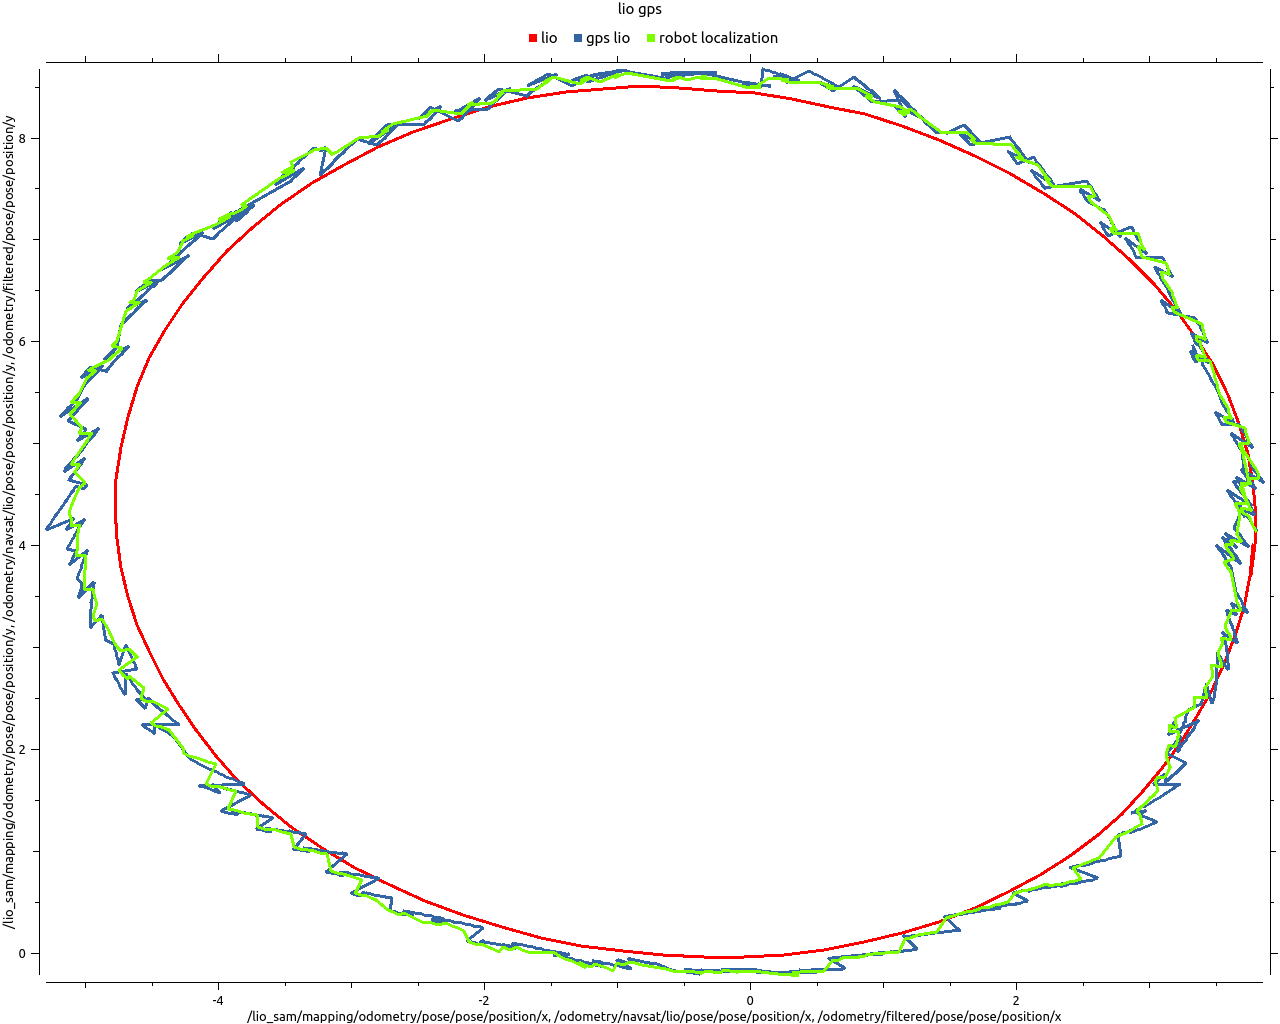 lio gps
lio gps lio robot localization
/lio_sam/mapping/odometry/pose/pose/position/y, /odometry/navsat/lio/pose/pose/position/y, /odometry/filtered/pose/pose/position/y
8
6
4
2
0
-4 -2 0 2
/lio_sam/mapping/odometry/pose/pose/position/x, /odometry/navsat/lio/pose/pose/position/x, /odometry/filtered/pose/pose/position/x